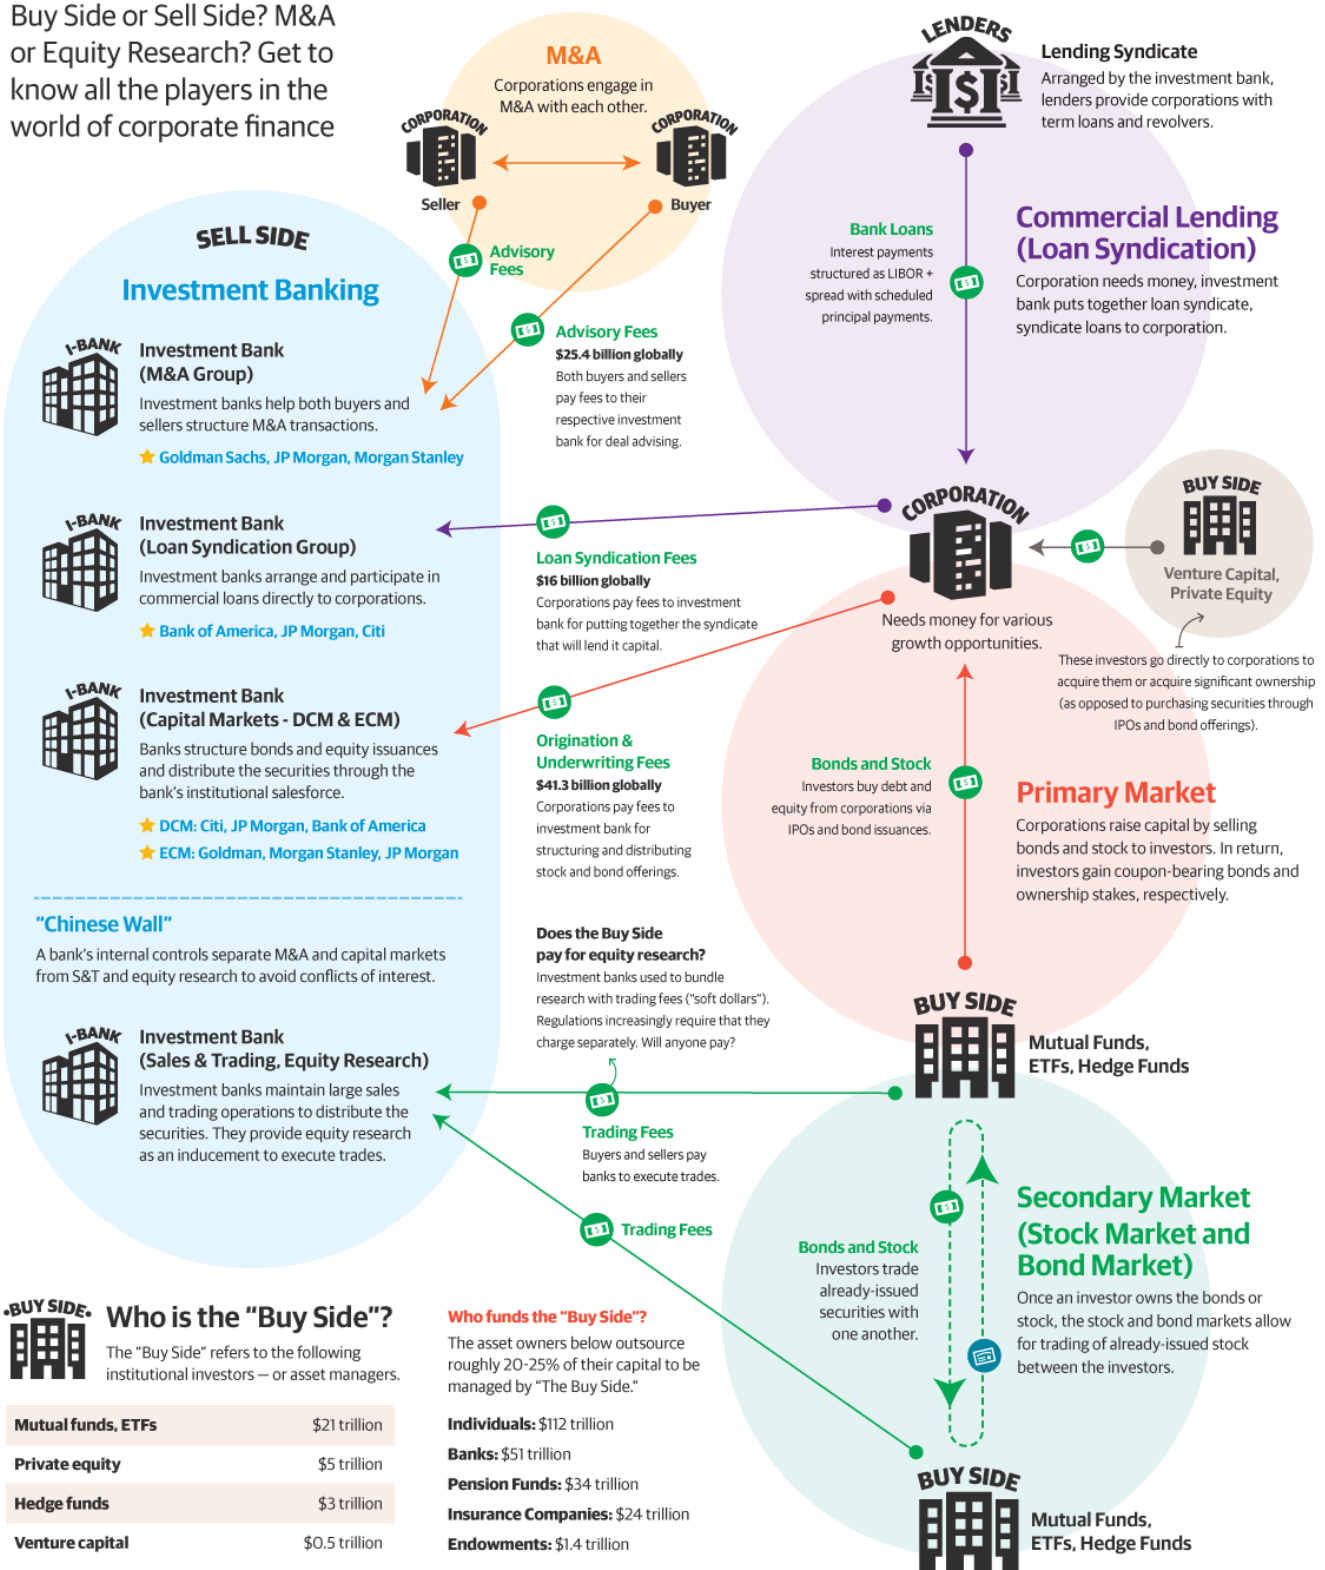 Buy Side or Sell Side? M&A
or Equity Research? Get to
know all the players in the
world of corporate finance
M&A
Corporations engage in
M&A with each other.
CORPORATION
Seller
CORPORATION
Buyer
Advisory
Fees
Advisory Fees
$25.4 billion globally
Both buyers and sellers
pay fees to their
respective investment
bank for deal advising.
LENDERS
Lending Syndicate
Arranged by the investment bank,
lenders provide corporations with
term loans and revolvers.
Bank Loans
Interest payments
structured as LIBOR +
spread with scheduled
principal payments.
Commercial Lending
(Loan Syndication)
Corporation needs money, investment
bank puts together loan syndicate,
syndicate loans to corporation.
SELL SIDE
Investment Banking
I-BANK
Investment Bank
(M&A Group)
Investment banks help both buyers and
sellers structure M&A transactions.
Goldman Sachs, JP Morgan, Morgan Stanley
I-BANK
Investment Bank
(Loan Syndication Group)
Investment banks arrange and participate in
commercial loans directly to corporations.
Bank of America, JP Morgan, Citi
I-BANK
Investment Bank
(Capital Markets - DCM & ECM)
Banks structure bonds and equity issuances
and distribute the securities through the
bank's institutional salesforce.
DCM: Citi, JP Morgan, Bank of America
ECM: Goldman, Morgan Stanley, JP Morgan
"Chinese Wall"
A bank's internal controls separate M&A and capital markets
from S&T and equity research to avoid conflicts of interest.
I-BANK
Investment Bank
(Sales & Trading, Equity Research)
Investment banks maintain large sales
and trading operations to distribute the
securities. They provide equity research
as an inducement to execute trades.
Loan Syndication Fees
$16 billion globally
Corporations pay fees to investment
bank for putting together the syndicate
that will lend it capital.
Origination &
Underwriting Fees
$41.3 billion globally
Corporations pay fees to
investment bank for
structuring and distributing
stock and bond offerings.
Does the Buy Side
pay for equity research?
Investment banks used to bundle
research with trading fees ("soft dollars").
Regulations increasingly require that they
charge separately. Will anyone pay?
Trading Fees
Buyers and sellers pay
banks to execute trades.
Trading Fees
CORPORATION
Needs money for various
growth opportunities.
BUY SIDE
Venture Capital,
Private Equity
These investors go directly to corporations to
acquire them or acquire significant ownership
(as opposed to purchasing securities through
IPOs and bond offerings).
Bonds and Stock
Investors buy debt and
equity from corporations via
IPOs and bond issuances.
Primary Market
Corporations raise capital by selling
bonds and stock to investors. In return,
investors gain coupon-bearing bonds and
ownership stakes, respectively.
BUY SIDE
Mutual Funds,
ETFs, Hedge Funds
Bonds and Stock
Investors trade
already-issued
securities with
one another.
Secondary Market
(Stock Market and
Bond Market)
Once an investor owns the bonds or
stock, the stock and bond markets allow
for trading of already-issued stock
between the investors.
BUY SIDE
Mutual Funds,
ETFs, Hedge Funds
•BUY SIDE•
Who is the "Buy Side"?
The "Buy Side" refers to the following
institutional investors — or asset managers.
Mutual funds, ETFs $21 trillion
Private equity $5 trillion
Hedge funds $3 trillion
Venture capital $0.5 trillion
Who funds the "Buy Side"?
The asset owners below outsource
roughly 20-25% of their capital to be
managed by "The Buy Side."
Individuals: $112 trillion
Banks: $51 trillion
Pension Funds: $34 trillion
Insurance Companies: $24 trillion
Endowments: $1.4 trillion